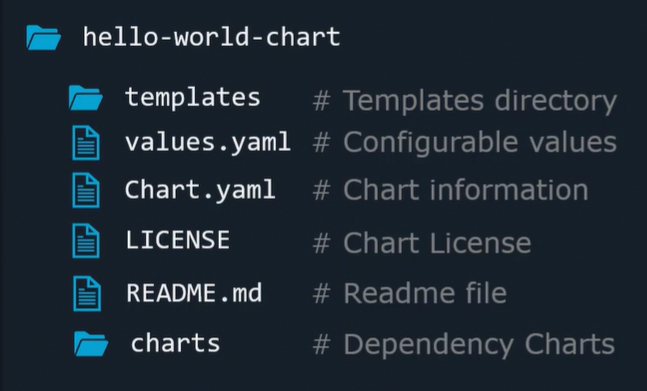 hello-world-chart
templates # Templates directory
values.yaml # Configurable values
Chart.yaml # Chart information
LICENSE # Chart License
README.md # Readme file
charts # Dependency Charts